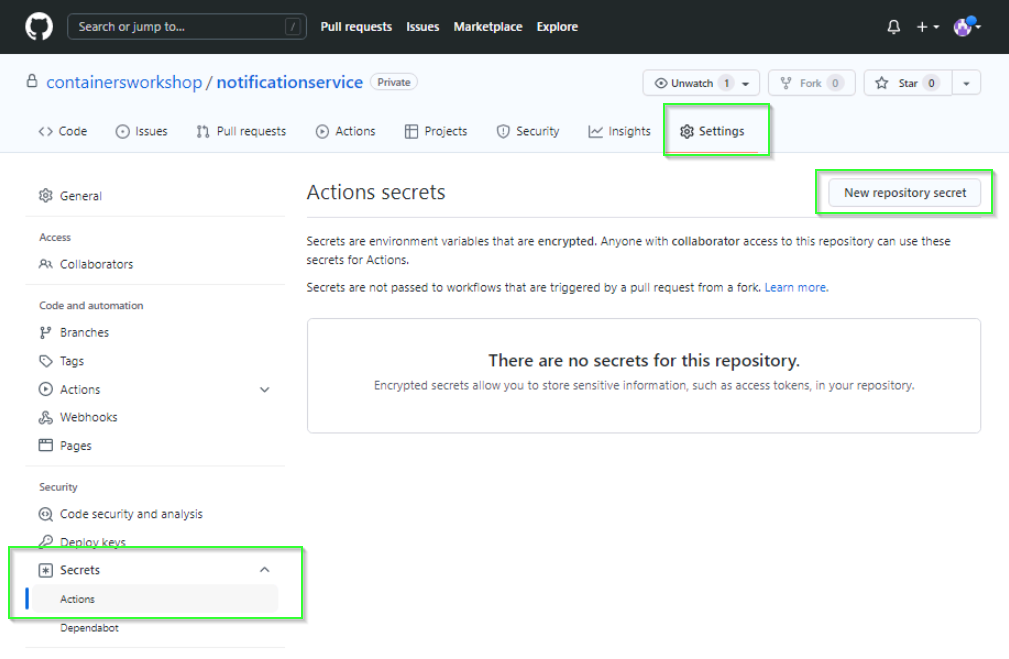 Search or jump to... / Pull requests Issues Marketplace Explore
containersworkshop / notificationservice Private Unwatch 1 Fork 0 Star 0
Code Issues Pull requests Actions Projects Security Insights Settings
General
Access
Collaborators
Code and automation
Branches
Tags
Actions
Webhooks
Pages
Security
Code security and analysis
Deploy keys
Secrets
Actions
Dependabot
Actions secrets
New repository secret
Secrets are environment variables that are encrypted. Anyone with collaborator access to this repository can use these
secrets for Actions.
Secrets are not passed to workflows that are triggered by a pull request from a fork. Learn more.
There are no secrets for this repository.
Encrypted secrets allow you to store sensitive information, such as access tokens, in your repository.